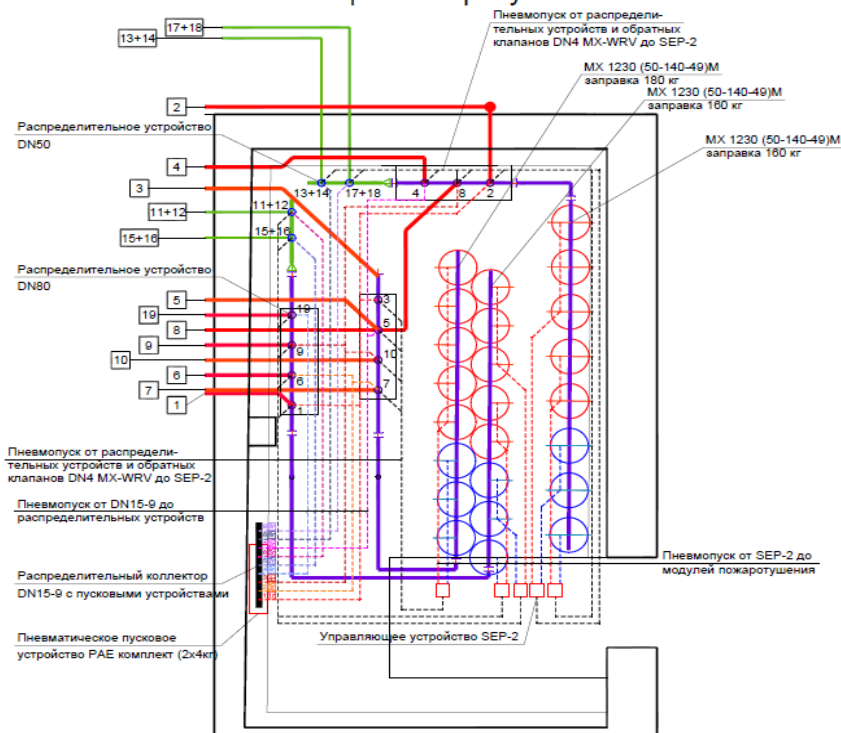 17+18
13+14
Пневмопуск от распредели-
тельных устройств и обратных
клапанов DN4 MX-WRV до SEP-2
MX 1230 (50-140-49)M
заправка 180 кг
MX 1230 (50-140-49)M
заправка 160 кг
MX 1230 (50-140-49)M
заправка 160 кг
2
Распределительное устройство
DN50
4
3
13+14
17+18
4
8
2
11+12
11+12
15+16
15+16
Распределительное устройство
DN80
5
3
19
19
8
5
9
9
10
10
6
6
7
7
1
1
Пневмопуск от распредели-
тельных устройств и обратных
клапанов DN4 MX-WRV до SEP-2
Пневмопуск от DN15-9 до
распределительных устройств
Распределительный коллектор
DN15-9 с пусковыми устройствами
Пневмопуск от SEP-2 до
модулей пожаротушения
Управляющее устройство SEP-2
Пневматическое пусковое
устройство PAE комплект (2x4кг)